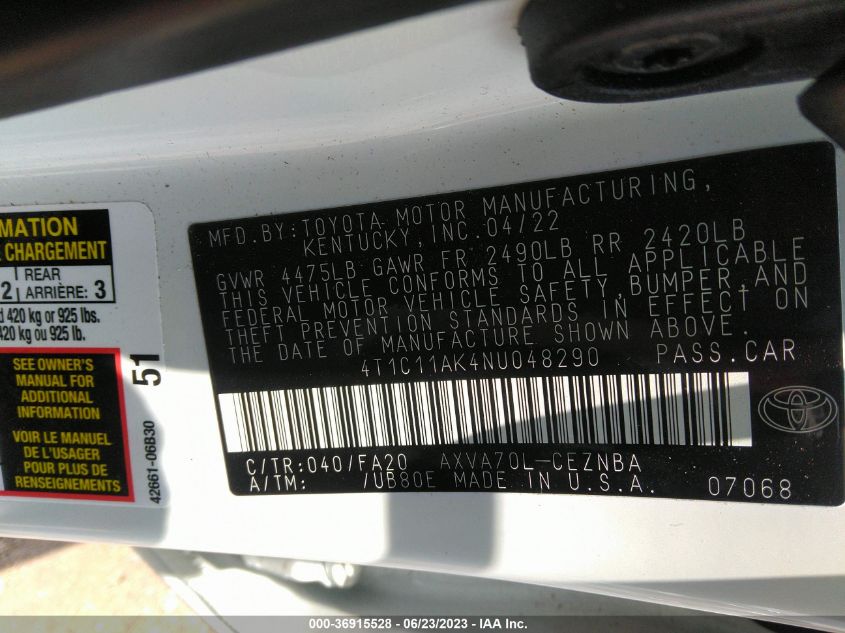 MATION
E CHARGEMENT
REAR
2 ARRIÈRE: 3
d 420 kg or 925 lbs.
420 kg ou 925 lb.
SEE OWNER'S
MANUAL FOR
ADDITIONAL
INFORMATION
VOIR LE MANUEL
DE L'USAGER
POUR PLUS DE
RENSEIGNEMENTS
51
42661-06B30
MFD.BY:TOYOTA MOTOR MANUFACTURING,
KENTUCKY,INC.04/22
GVWR 4475LB GAWR FR 2490LB RR 2420LB
THIS VEHICLE CONFORMS TO ALL APPLICABLE
FEDERAL MOTOR VEHICLE SAFETY,BUMPER,AND
THEFT PREVENTION STANDARDS IN EFFECT ON
THE DATE OF MANUFACTURE SHOWN ABOVE.
4T1C11AK4NU048290 PASS.CAR
C/TR:040/FA20 AXVA70L-CEZNBA
A/TM: /UB80E MADE IN U.S.A. 07068
000-36915528 - 06/23/2023 - IAA Inc.